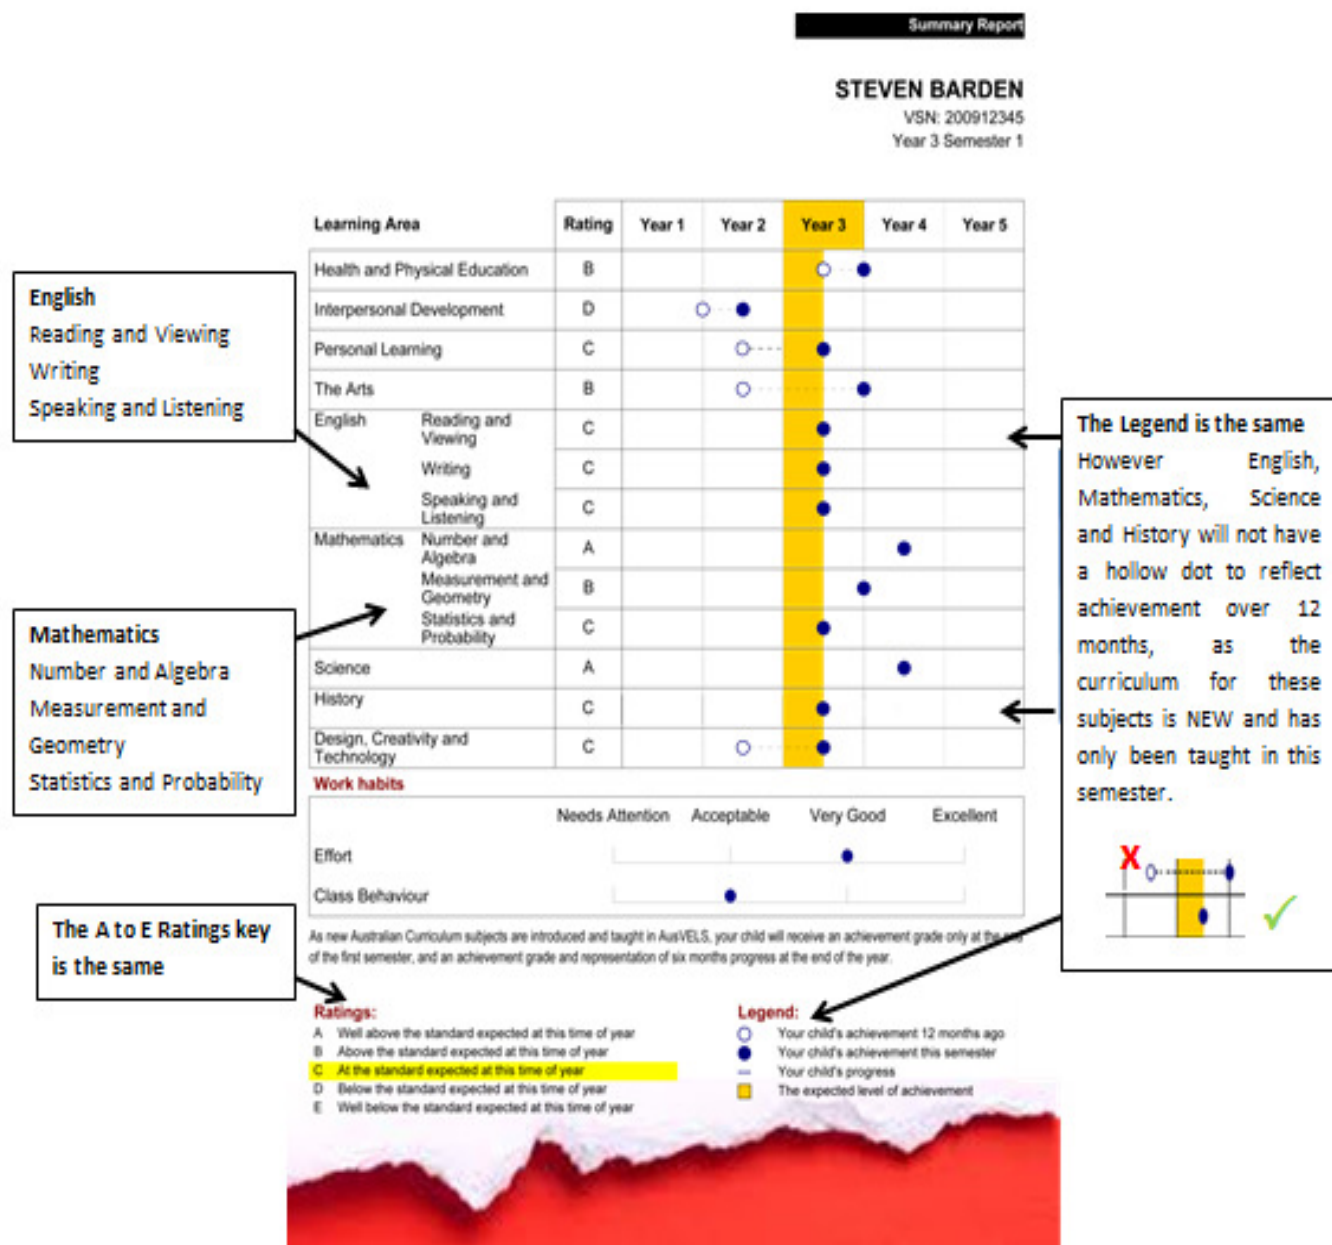 Summary Report
STEVEN BARDEN
VSN: 200912345
Year 3 Semester 1
Learning Area Rating Year 1 Year 2 Year 3 Year 4 Year 5
Health and Physical Education B
Interpersonal Development D
Personal Learning C
The Arts B
English Reading and
Viewing C
Writing C
Speaking and
Listening C
Mathematics Number and
Algebra A
Measurement and
Geometry B
Statistics and
Probability C
Science A
History C
Design, Creativity and
Technology C
Work habits
Needs Attention Acceptable Very Good Excellent
Effort
Class Behaviour
As new Australian Curriculum subjects are introduced and taught in AusVELS, your child will receive an achievement grade only at the end
of the first semester, and an achievement grade and representation of six months progress at the end of the year.
Ratings:
A Well above the standard expected at this time of year
B Above the standard expected at this time of year
C At the standard expected at this time of year
D Below the standard expected at this time of year
E Well below the standard expected at this time of year
Legend:
Your child's achievement 12 months ago
Your child's achievement this semester
Your child's progress
The expected level of achievement
English
Reading and Viewing
Writing
Speaking and Listening
Mathematics
Number and Algebra
Measurement and
Geometry
Statistics and Probability
The A to E Ratings key
is the same
The Legend is the same
However English,
Mathematics, Science
and History will not have
a hollow dot to reflect
achievement over 12
months, as the
curriculum for these
subjects is NEW and has
only been taught in this
semester.
X